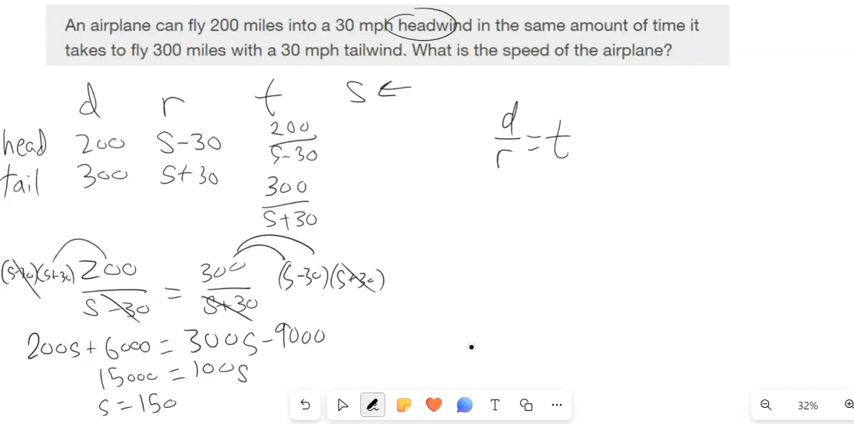 An airplane can fly 200 miles into a 30 mph headwind in the same amount of time it
takes to fly 300 miles with a 30 mph tailwind. What is the speed of the airplane?
d r t s ←
head 200 s-30 200/s-30
tail 300 s+30 300/s+30
d/r = t
(s-30)(s+30) 200/s-30 = 300/s+30 (s-30)(s+30)
200s + 6000 = 300s - 9000
15000 = 100s
s = 150
T
32%